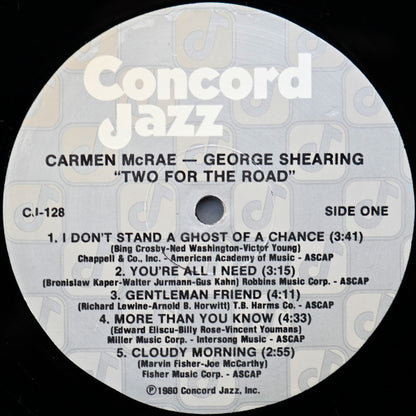 Concord
Jazz
CARMEN McRAE — GEORGE SHEARING
"TWO FOR THE ROAD"
CJ-128 SIDE ONE
1. I DON'T STAND A GHOST OF A CHANCE (3:41)
(Bing Crosby-Ned Washington-Victor Young)
Chappell & Co., Inc. - American Academy of Music - ASCAP
2. YOU'RE ALL I NEED (3:15)
(Bronislaw Kaper-Walter Jurmann-Gus Kahn) Robbins Music Corp. - ASCAP
3. GENTLEMAN FRIEND (4:11)
(Richard Lewine-Arnold B. Horwitt) T.B. Harms Co. - ASCAP
4. MORE THAN YOU KNOW (4:33)
(Edward Eliscu-Billy Rose-Vincent Youmans)
Miller Music Corp. - Intersong Music - ASCAP
5. CLOUDY MORNING (2:55)
(Marvin Fisher-Joe McCarthy)
Fisher Music Corp. - ASCAP
℗1980 Concord Jazz, Inc.